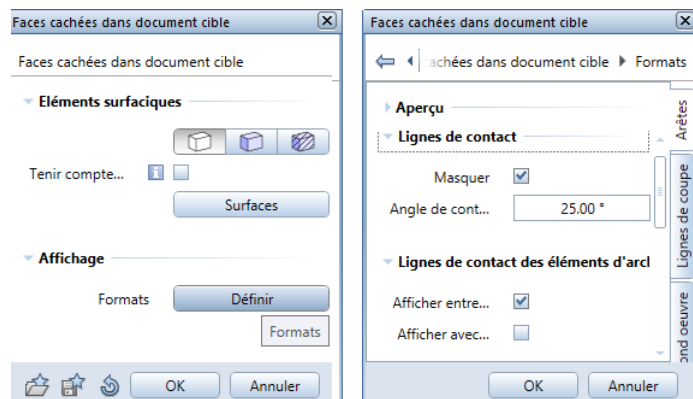 Faces cachées dans document cible
Faces cachées dans document cible
Eléments surfaciques
Tenir compte...
Surfaces
Affichage
Formats
Définir
Formats
OK
Annuler
Faces cachées dans document cible
achées dans document cible
Formats
Aperçu
Lignes de contact
Masquer
Angle de cont...
25.00 °
Lignes de contact des éléments d'arcl
Afficher entre...
Afficher avec...
Arêtes
Lignes de coupe
ond oeuvre
OK
Annuler